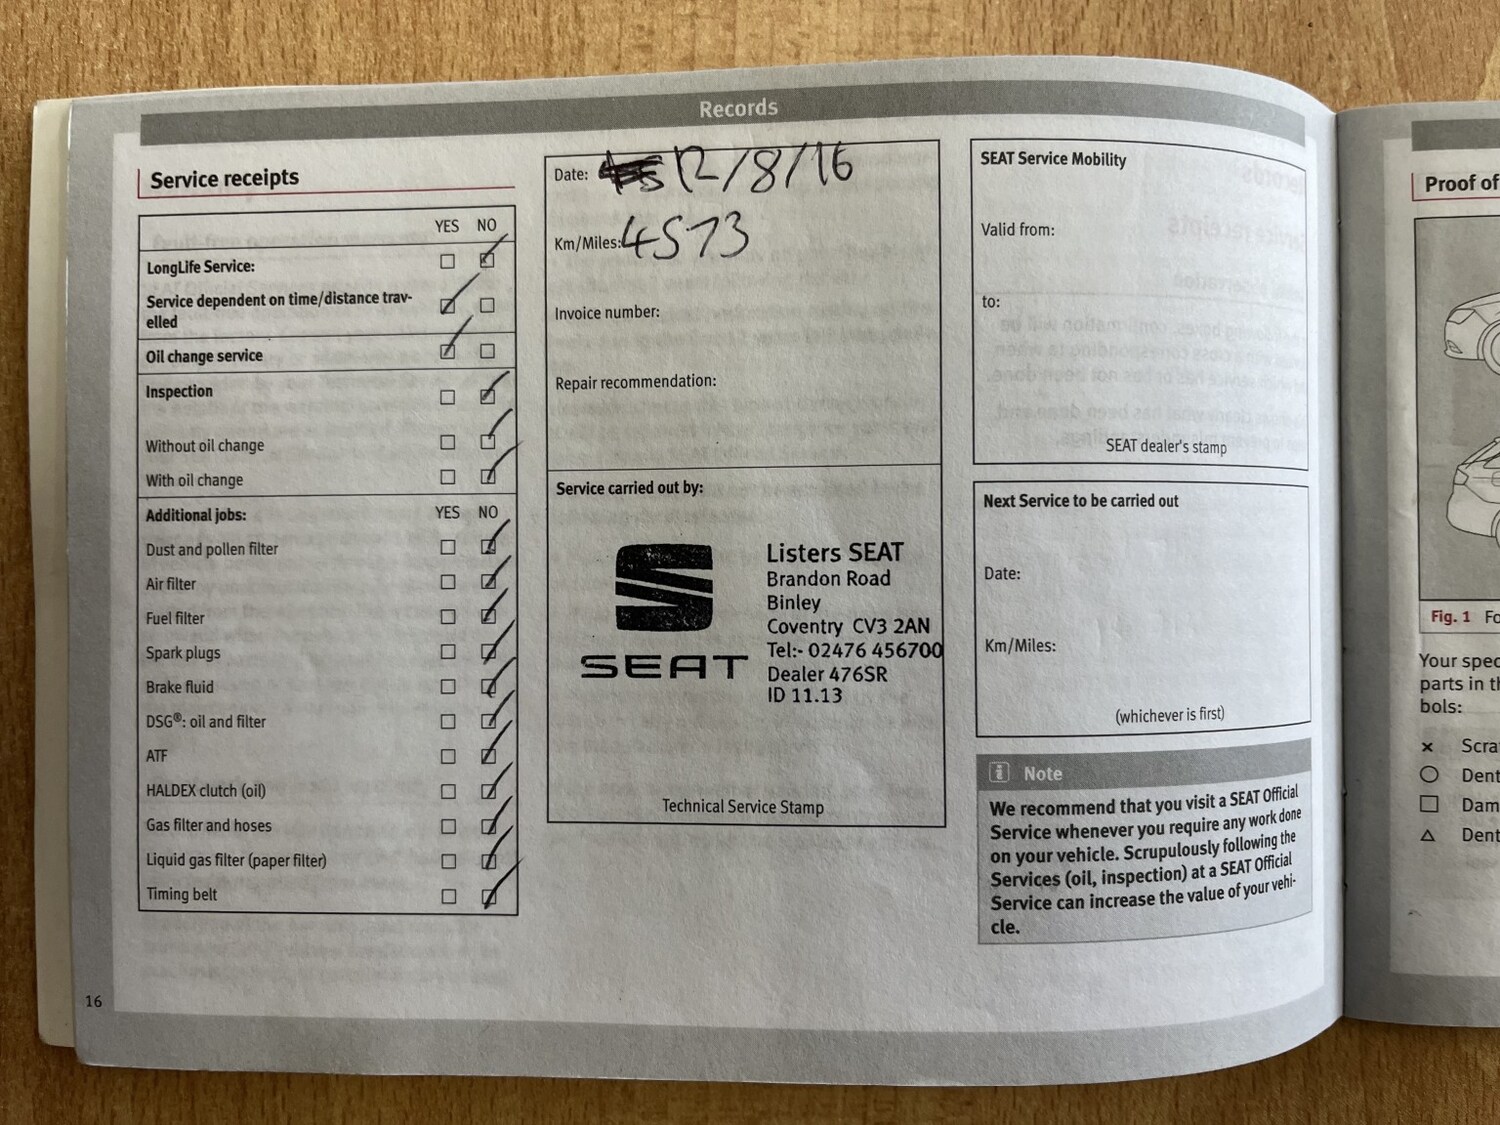 Records
Service receipts
YES NO
LongLife Service:
Service dependent on time/distance trav-
elled
Oil change service
Inspection
Without oil change
With oil change
Additional jobs: YES NO
Dust and pollen filter
Air filter
Fuel filter
Spark plugs
Brake fluid
DSG®: oil and filter
ATF
HALDEX clutch (oil)
Gas filter and hoses
Liquid gas filter (paper filter)
Timing belt
16
Date: 12/8/16
Km/Miles: 4573
Invoice number:
Repair recommendation:
Service carried out by:
SEAT
Listers SEAT
Brandon Road
Binley
Coventry CV3 2AN
Tel:- 02476 456700
Dealer 476SR
ID 11.13
Technical Service Stamp
SEAT Service Mobility
Valid from:
to:
SEAT dealer's stamp
Next Service to be carried out
Date:
Km/Miles:
(whichever is first)
i Note
We recommend that you visit a SEAT Official
Service whenever you require any work done
on your vehicle. Scrupulously following the
Services (oil, inspection) at a SEAT Official
Service can increase the value of your vehi-
cle.
Proof of
Fig. 1 Fo
Your spec
parts in th
bols:
× Scra
○ Dent
□ Dam
△ Dent